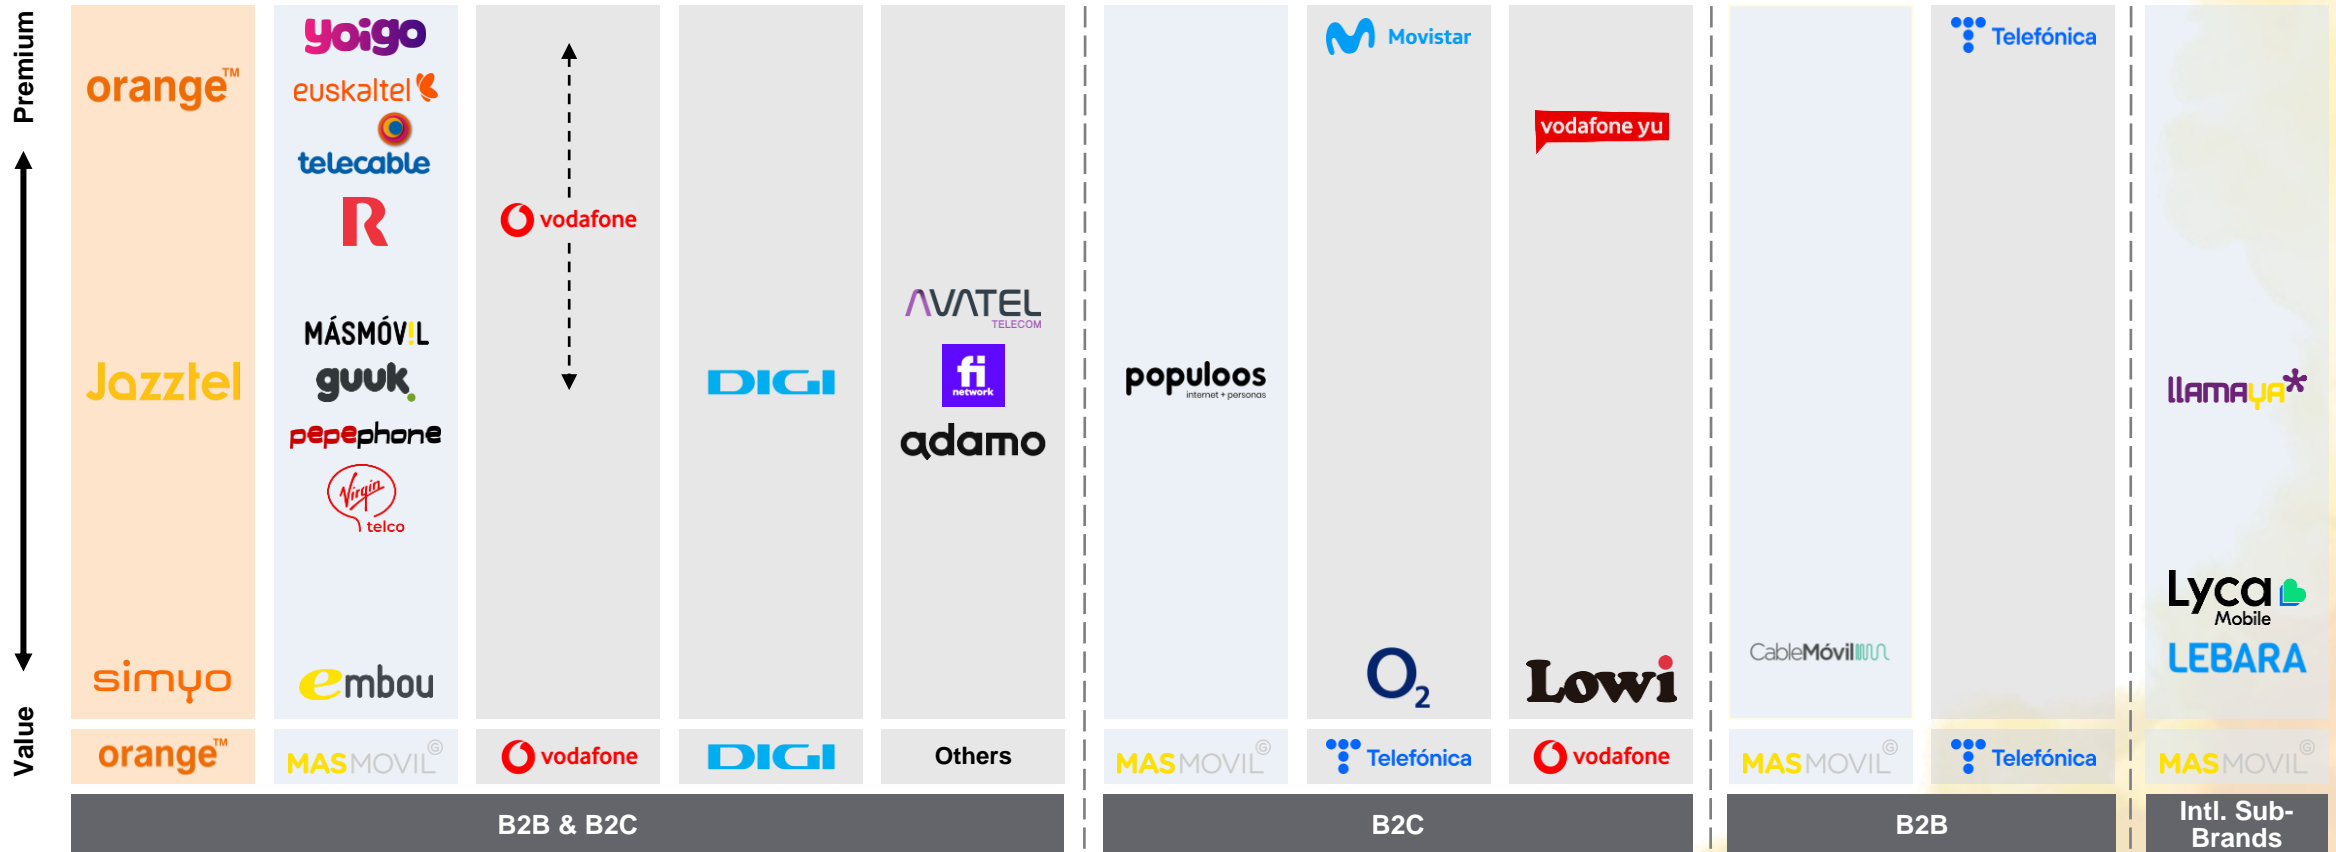 Premium
Value
orange™
Jazztel
simyo
orange™
yoigo
euskaltel
telecable
R
MÁSMÓV!L
guuk.
pepephone
Virgin
telco
embou
MASMOVIL G
vodafone
vodafone
DIGI
DIGI
AVATEL
TELECOM
fi
network
adamo
Others
B2B & B2C
populoos
internet + personas
MASMOVIL G
Movistar
O2
Telefónica
vodafone yu
Lowi
vodafone
B2C
CableMóvil
MASMOVIL G
Telefónica
Telefónica
B2B
llamaya*
Lyca
Mobile
LEBARA
MASMOVIL G
Intl. Sub-
Brands